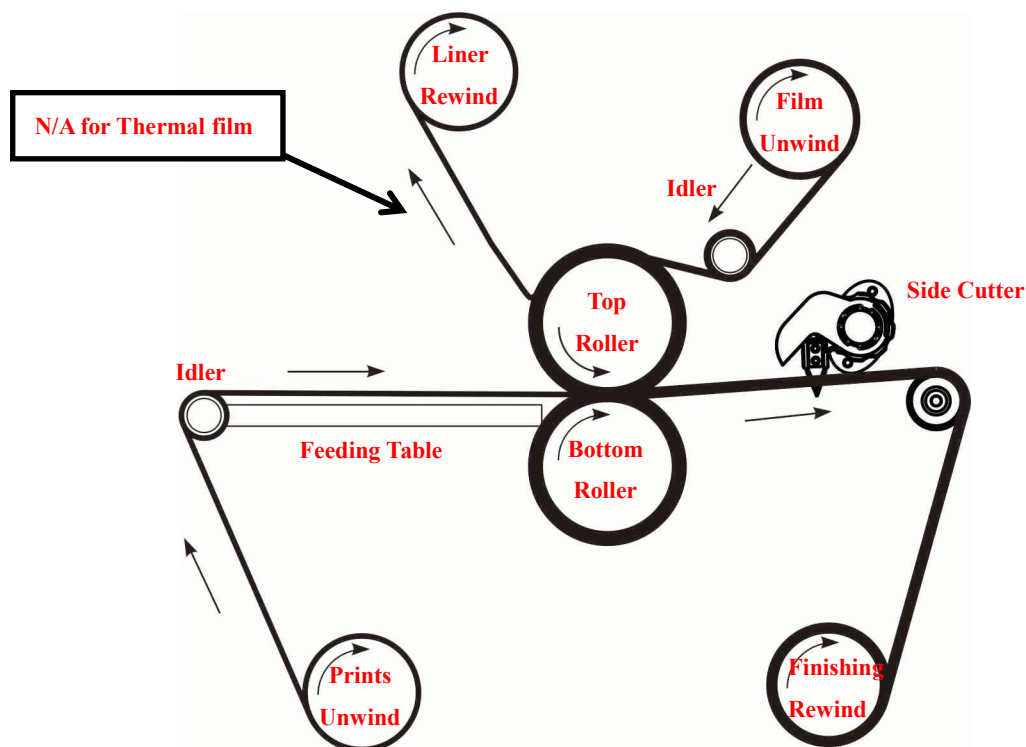 Liner
Rewind
Film
Unwind
N/A for Thermal film
Idler
Side Cutter
Top
Roller
Idler
Feeding Table
Bottom
Roller
Prints
Unwind
Finishing
Rewind